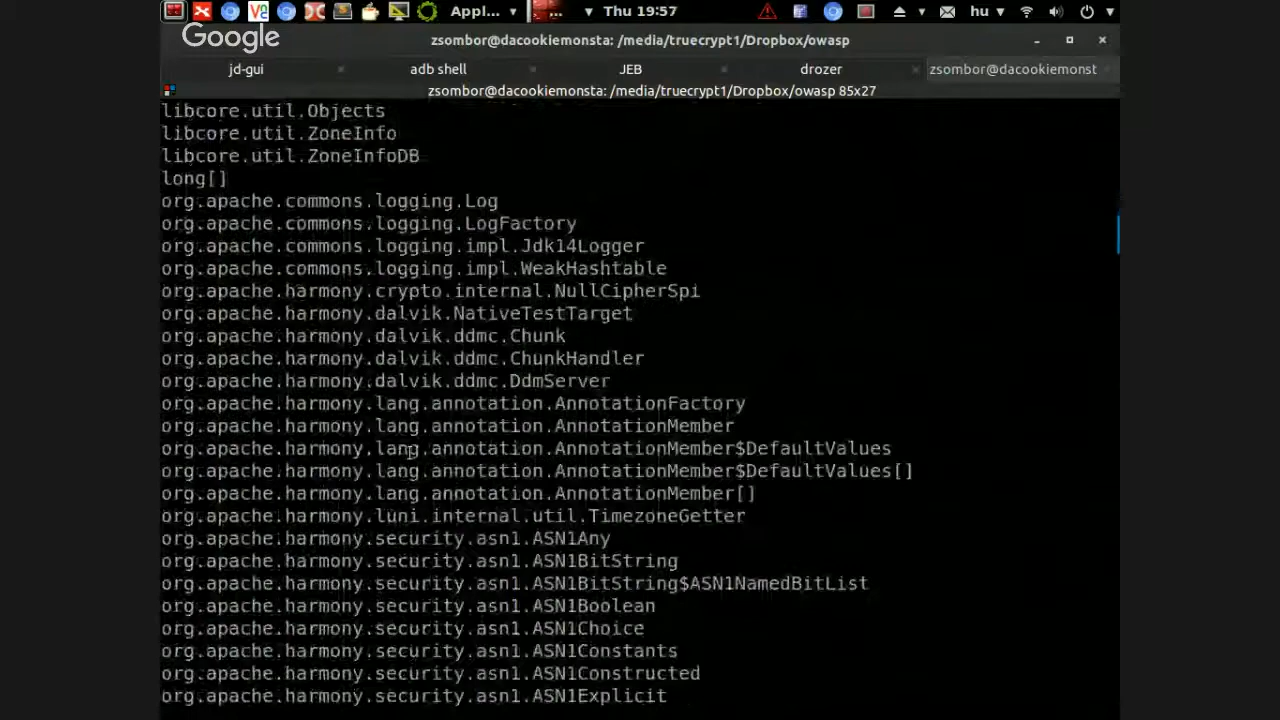 Appl...
Thu 19:57
hu
Google
zsombor@dacookiemonsta: /media/truecrypt1/Dropbox/owasp
jd-gui
adb shell
JEB
drozer
zsombor@dacookiemonst
zsombor@dacookiemonsta: /media/truecrypt1/Dropbox/owasp 85x27
libcore.util.Objects
libcore.util.ZoneInfo
libcore.util.ZoneInfoDB
long[]
org.apache.commons.logging.Log
org.apache.commons.logging.LogFactory
org.apache.commons.logging.impl.Jdk14Logger
org.apache.commons.logging.impl.WeakHashtable
org.apache.harmony.crypto.internal.NullCipherSpi
org.apache.harmony.dalvik.NativeTestTarget
org.apache.harmony.dalvik.ddmc.Chunk
org.apache.harmony.dalvik.ddmc.ChunkHandler
org.apache.harmony.dalvik.ddmc.DdmServer
org.apache.harmony.lang.annotation.AnnotationFactory
org.apache.harmony.lang.annotation.AnnotationMember
org.apache.harmony.lang.annotation.AnnotationMember$DefaultValues
org.apache.harmony.lang.annotation.AnnotationMember$DefaultValues[]
org.apache.harmony.lang.annotation.AnnotationMember[]
org.apache.harmony.luni.internal.util.TimezoneGetter
org.apache.harmony.security.asn1.ASN1Any
org.apache.harmony.security.asn1.ASN1BitString
org.apache.harmony.security.asn1.ASN1BitString$ASN1NamedBitList
org.apache.harmony.security.asn1.ASN1Boolean
org.apache.harmony.security.asn1.ASN1Choice
org.apache.harmony.security.asn1.ASN1Constants
org.apache.harmony.security.asn1.ASN1Constructed
org.apache.harmony.security.asn1.ASN1Explicit